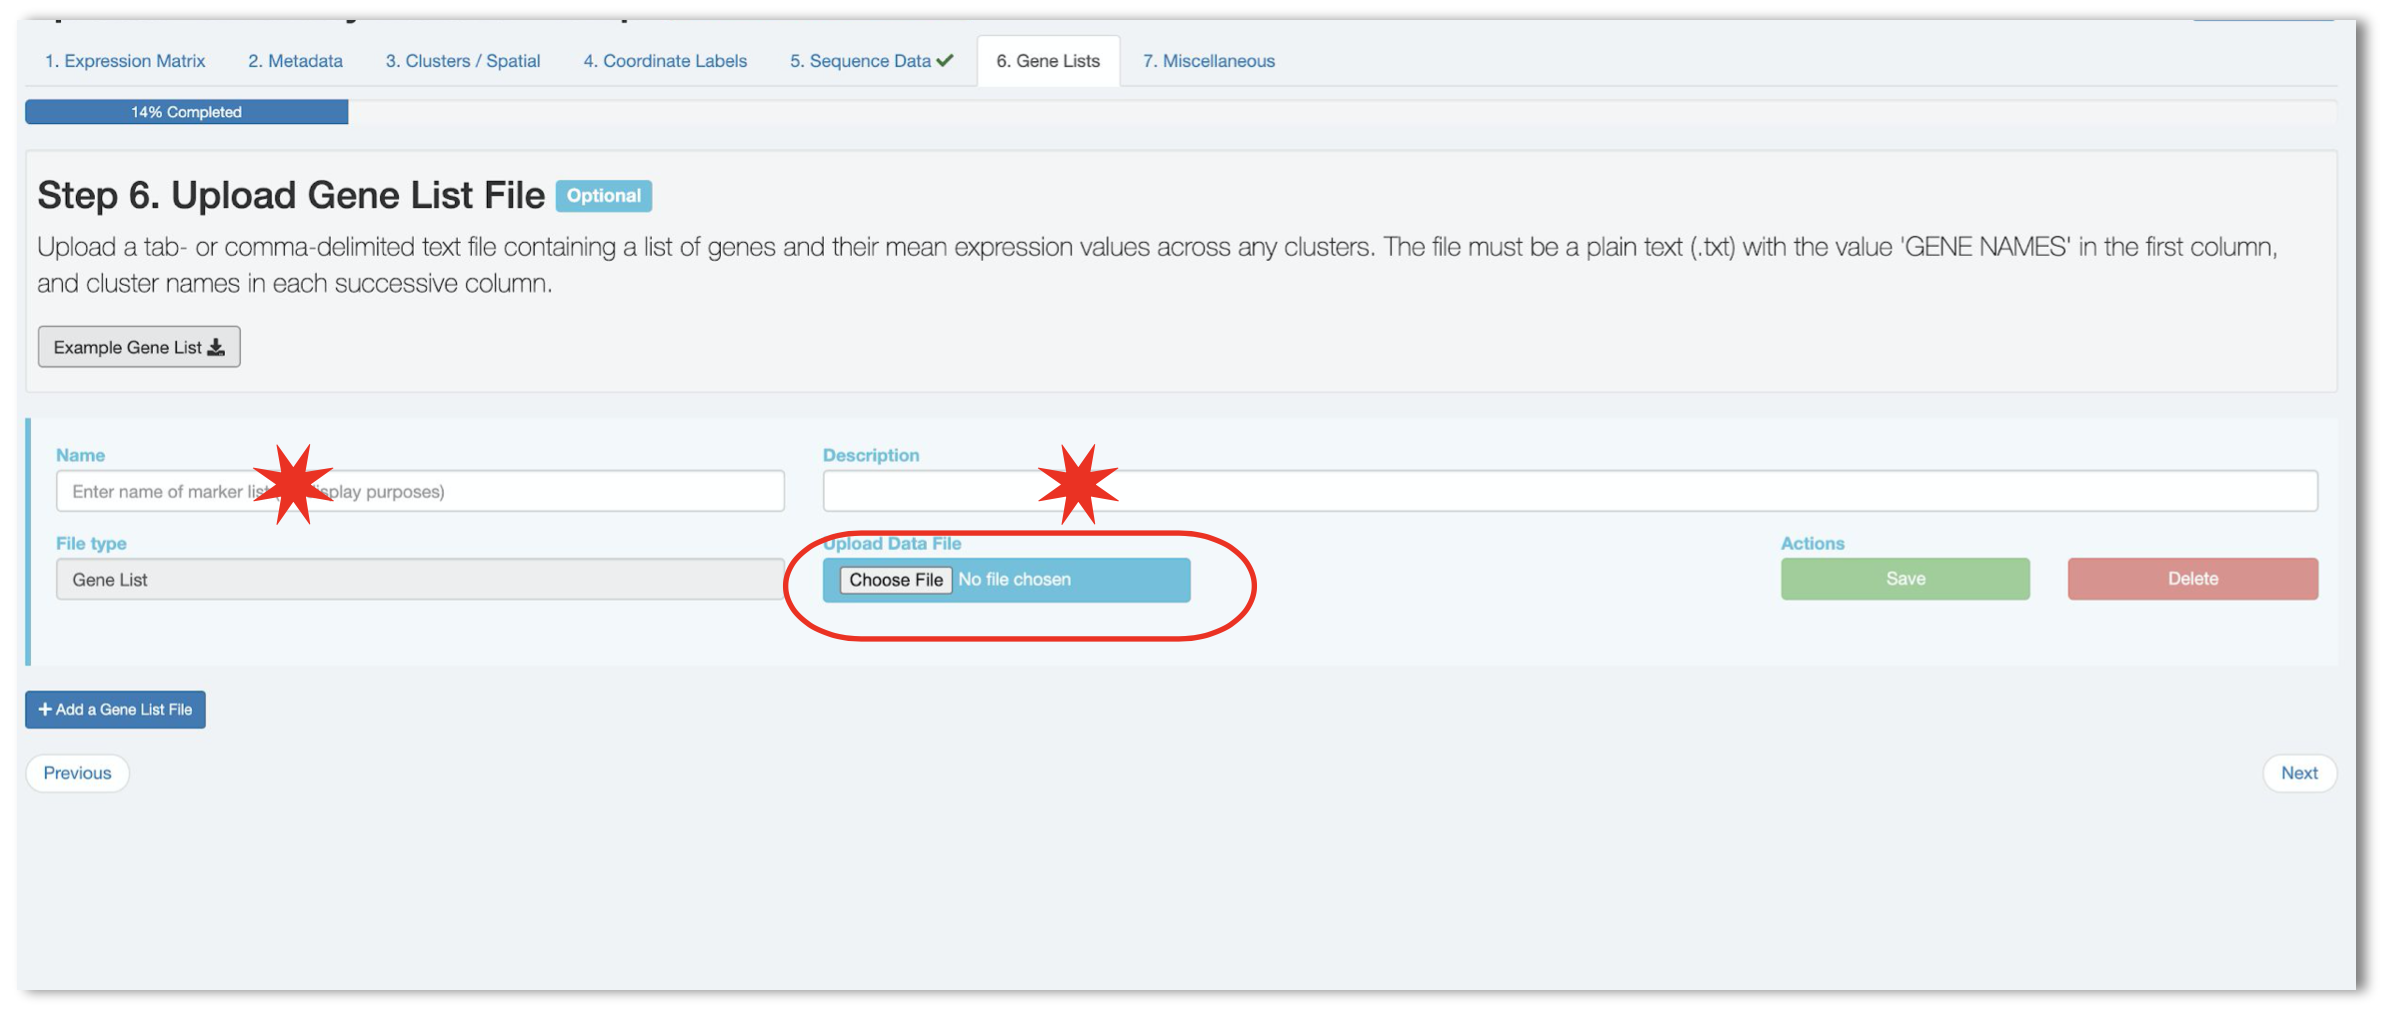 1. Expression Matrix 2. Metadata 3. Clusters / Spatial 4. Coordinate Labels 5. Sequence Data 6. Gene Lists 7. Miscellaneous
14% Completed
Step 6. Upload Gene List File Optional
Upload a tab- or comma-delimited text file containing a list of genes and their mean expression values across any clusters. The file must be a plain text (.txt) with the value 'GENE NAMES' in the first column,
and cluster names in each successive column.
Example Gene List
Name Description
Enter name of marker list display purposes)
File type Upload Data File Actions
Gene List Choose File No file chosen Save Delete
+ Add a Gene List File
Previous Next